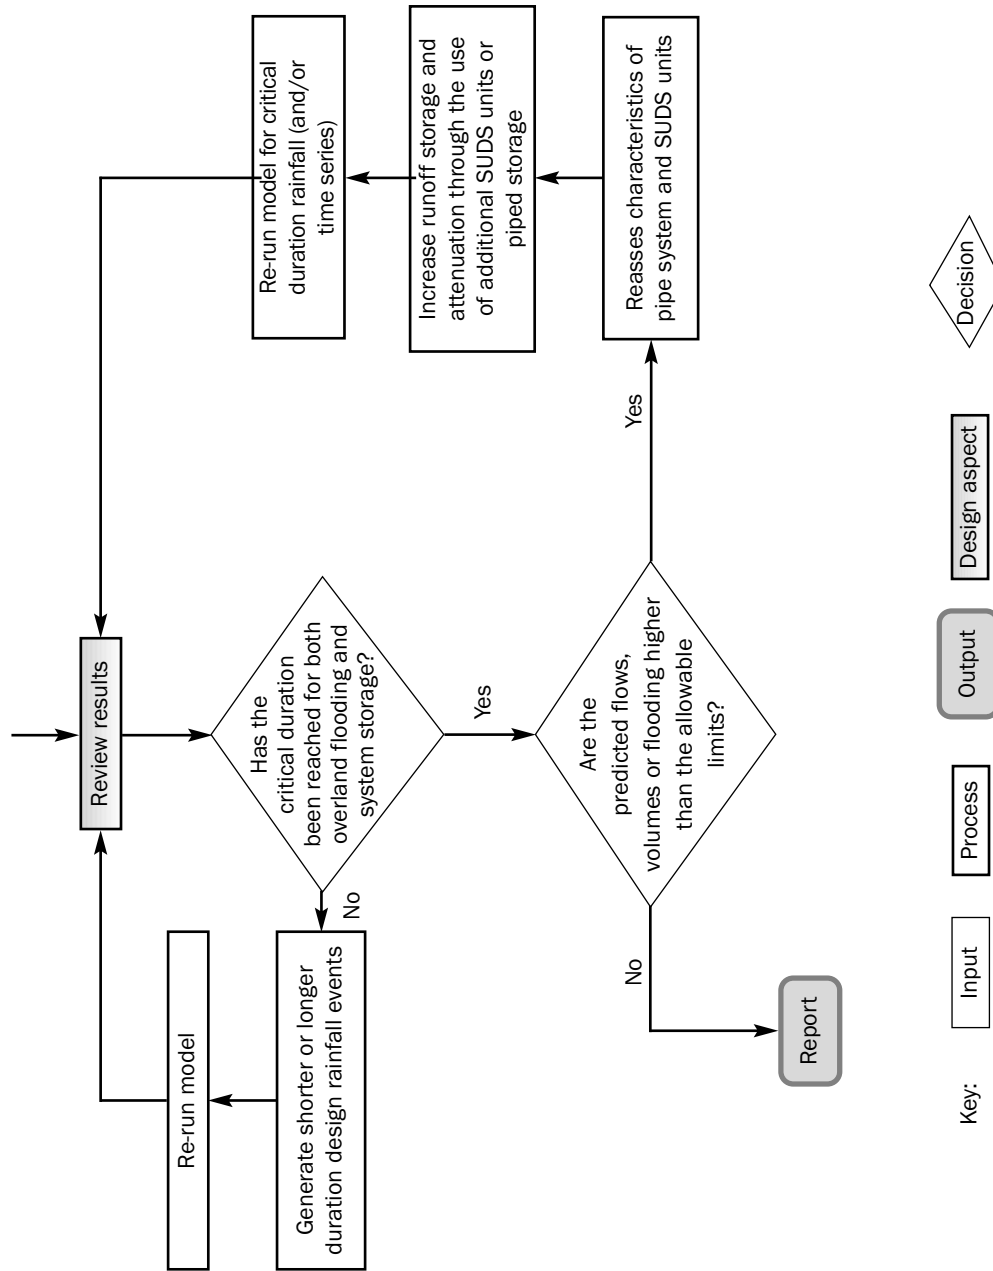 Review results
Re-run model
Generate shorter or longer
duration design rainfall events
No
Has the
critical duration
been reached for both
overland flooding and
system storage?
Yes
Are the
predicted flows,
volumes or flooding higher
than the allowable
limits?
No
Report
Yes
Reasses characteristics of
pipe system and SUDS units
Increase runoff storage and
attenuation through the use
of additional SUDS units or
piped storage
Re-run model for critical
duration rainfall (and/or
time series)
Key:
Input
Process
Output
Design aspect
Decision